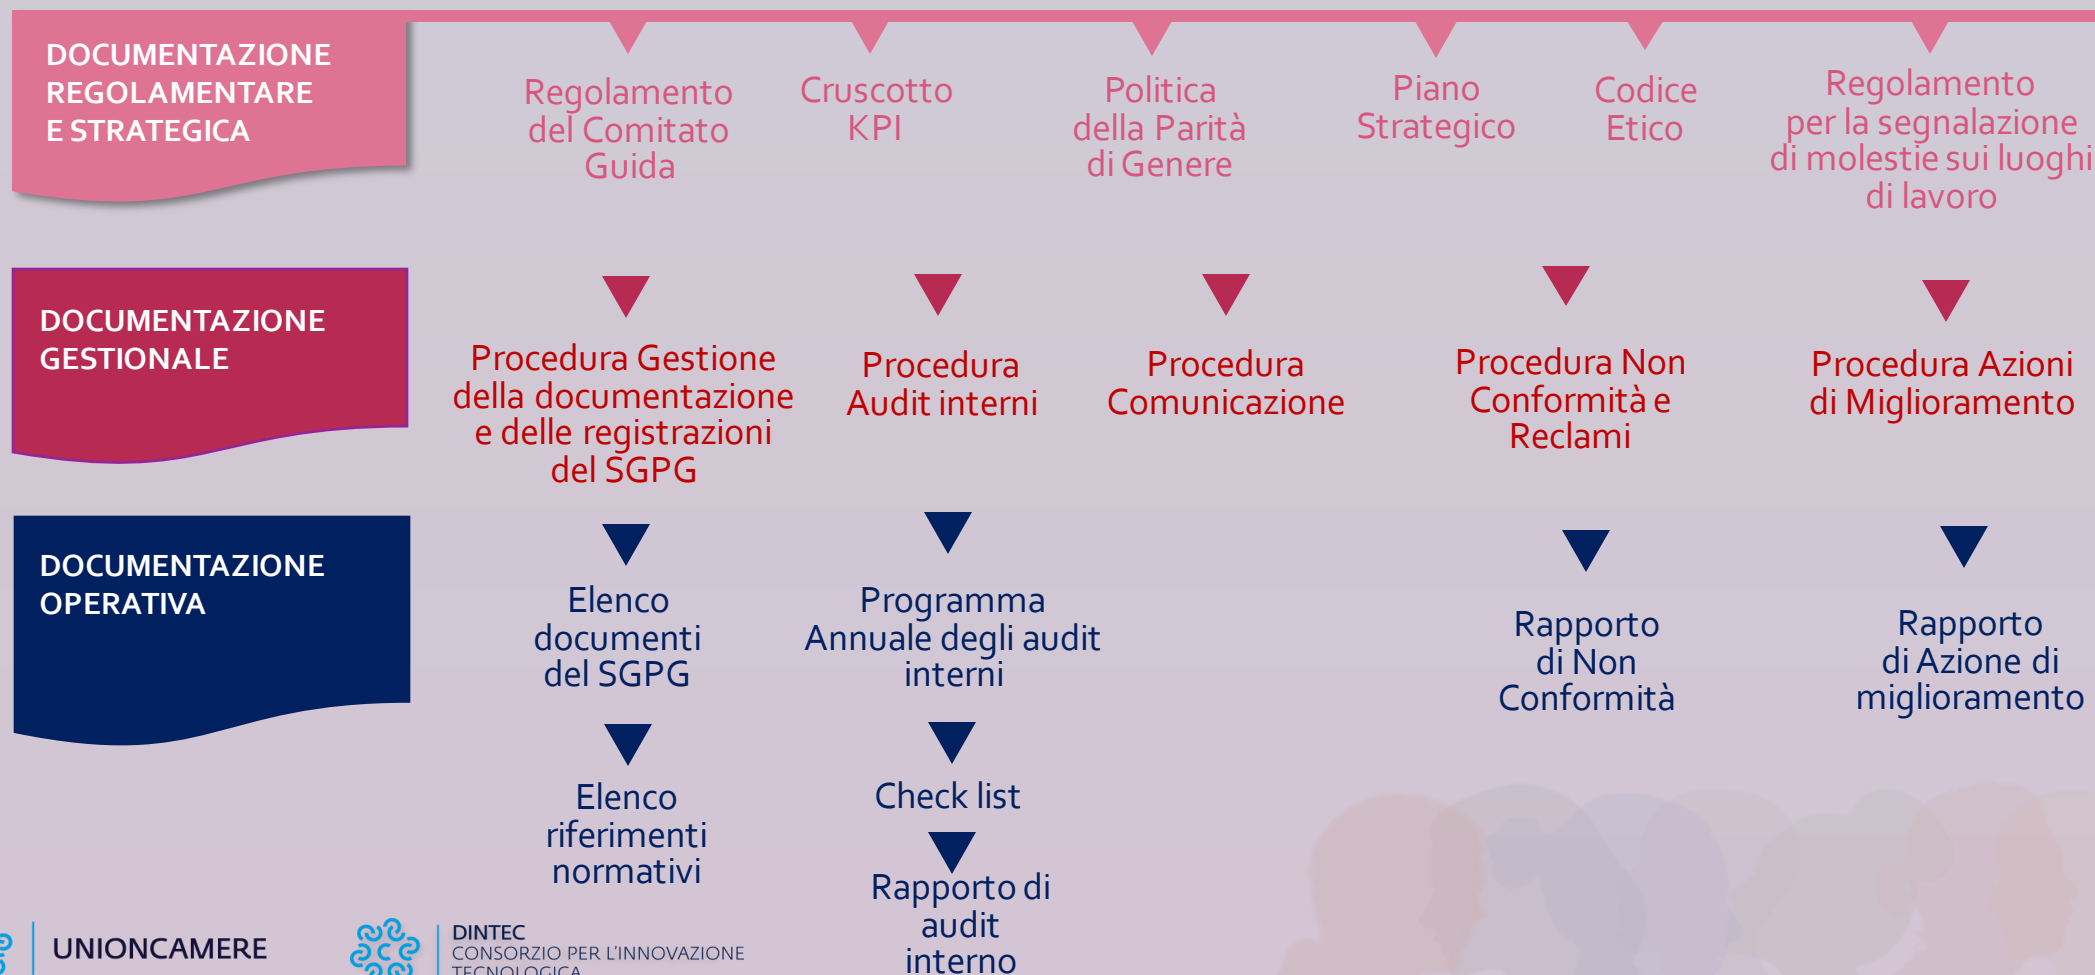 DOCUMENTAZIONE
REGOLAMENTARE
E STRATEGICA
Regolamento
del Comitato
Guida
Cruscotto
KPI
Politica
della Parità
di Genere
Piano
Strategico
Codice
Etico
Regolamento
per la segnalazione
di molestie sui luoghi
di lavoro
DOCUMENTAZIONE
GESTIONALE
Procedura Gestione
della documentazione
e delle registrazioni
del SGPG
Procedura
Audit interni
Procedura
Comunicazione
Procedura Non
Conformità e
Reclami
Procedura Azioni
di Miglioramento
DOCUMENTAZIONE
OPERATIVA
Elenco
documenti
del SGPG
Elenco
riferimenti
normativi
Programma
Annuale degli audit
interni
Check list
Rapporto di
audit
interno
Rapporto
di Non
Conformità
Rapporto
di Azione di
miglioramento
UNIONCAMERE
DINTEC
CONSORZIO PER L'INNOVAZIONE
TECNOLOGICA